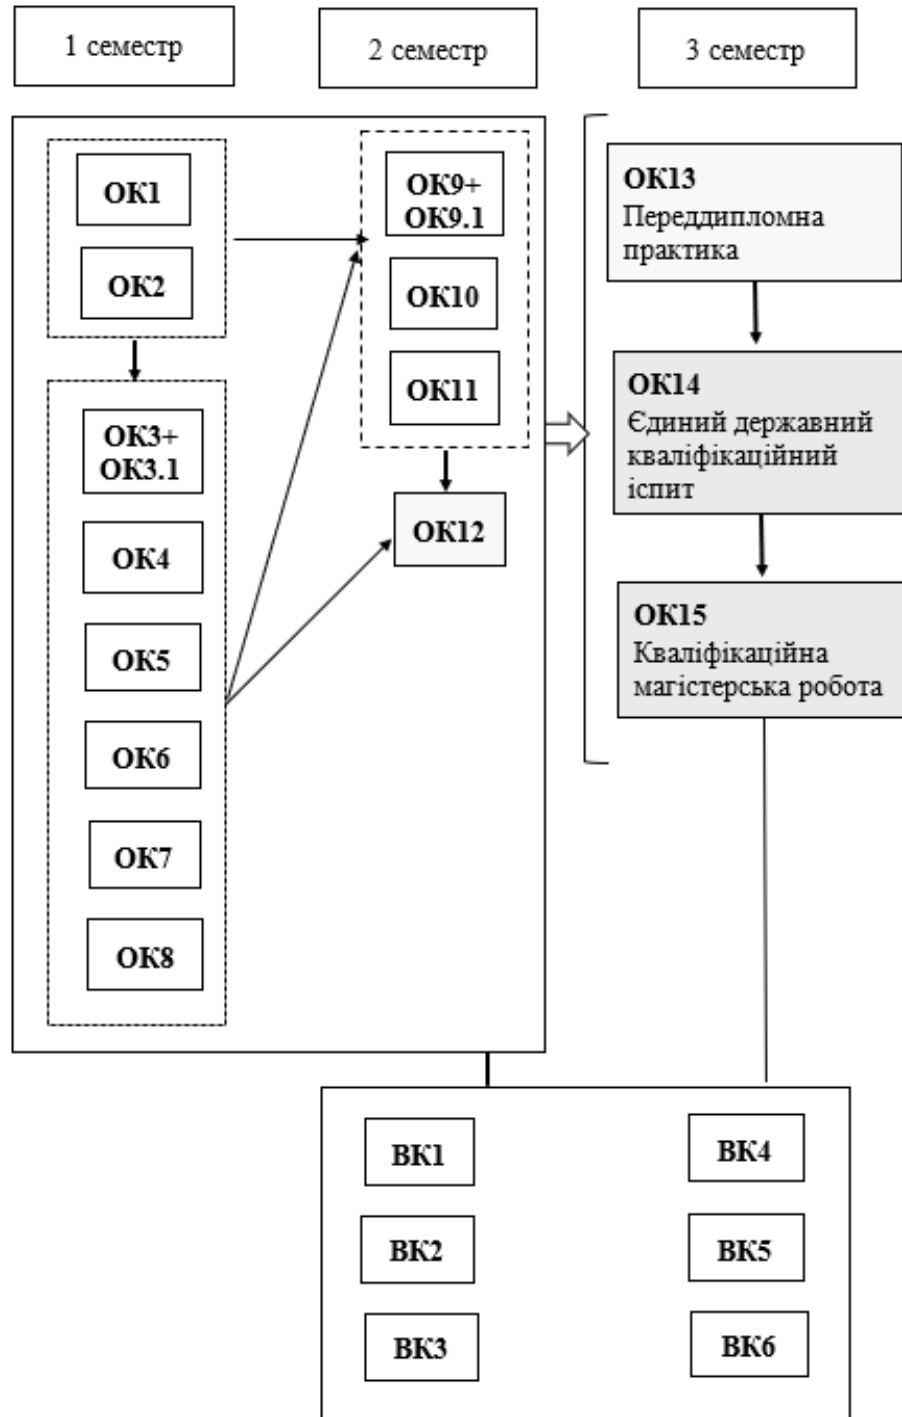 1 семестр
2 семестр
3 семестр
ОК1
ОК2
ОК3+
ОК3.1
ОК4
ОК5
ОК6
ОК7
ОК8
ОК9+
ОК9.1
ОК10
ОК11
ОК12
ОК13
Переддипломна
практика
ОК14
Єдиний державний
кваліфікаційний
іспит
ОК15
Кваліфікаційна
магістерська робота
ВК1
ВК2
ВК3
ВК4
ВК5
ВК6